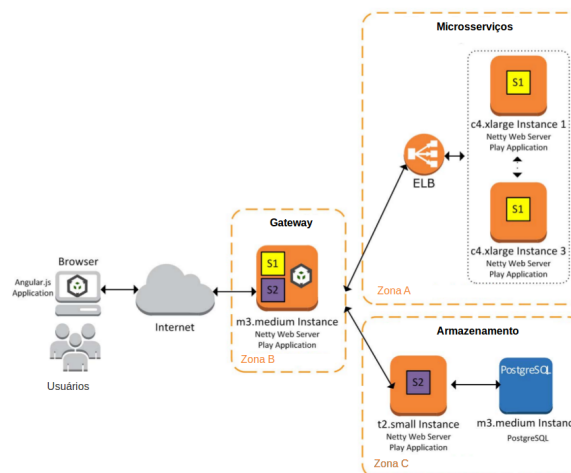 Microsserviços
S1
c4.xlarge Instance 1
Netty Web Server
Play Application
ELB
S1
c4.xlarge Instance 3
Netty Web Server
Play Application
Zona A
Gateway
S1
S2
m3.medium Instance
Netty Web Server
Play Application
Zona B
Browser
Angular.js
Application
Internet
Usuários
Armazenamento
S2
t2.small Instance
Netty Web Server
Play Application
PostgreSQL
m3.medium Instanc
PostgreSQL
Zona C